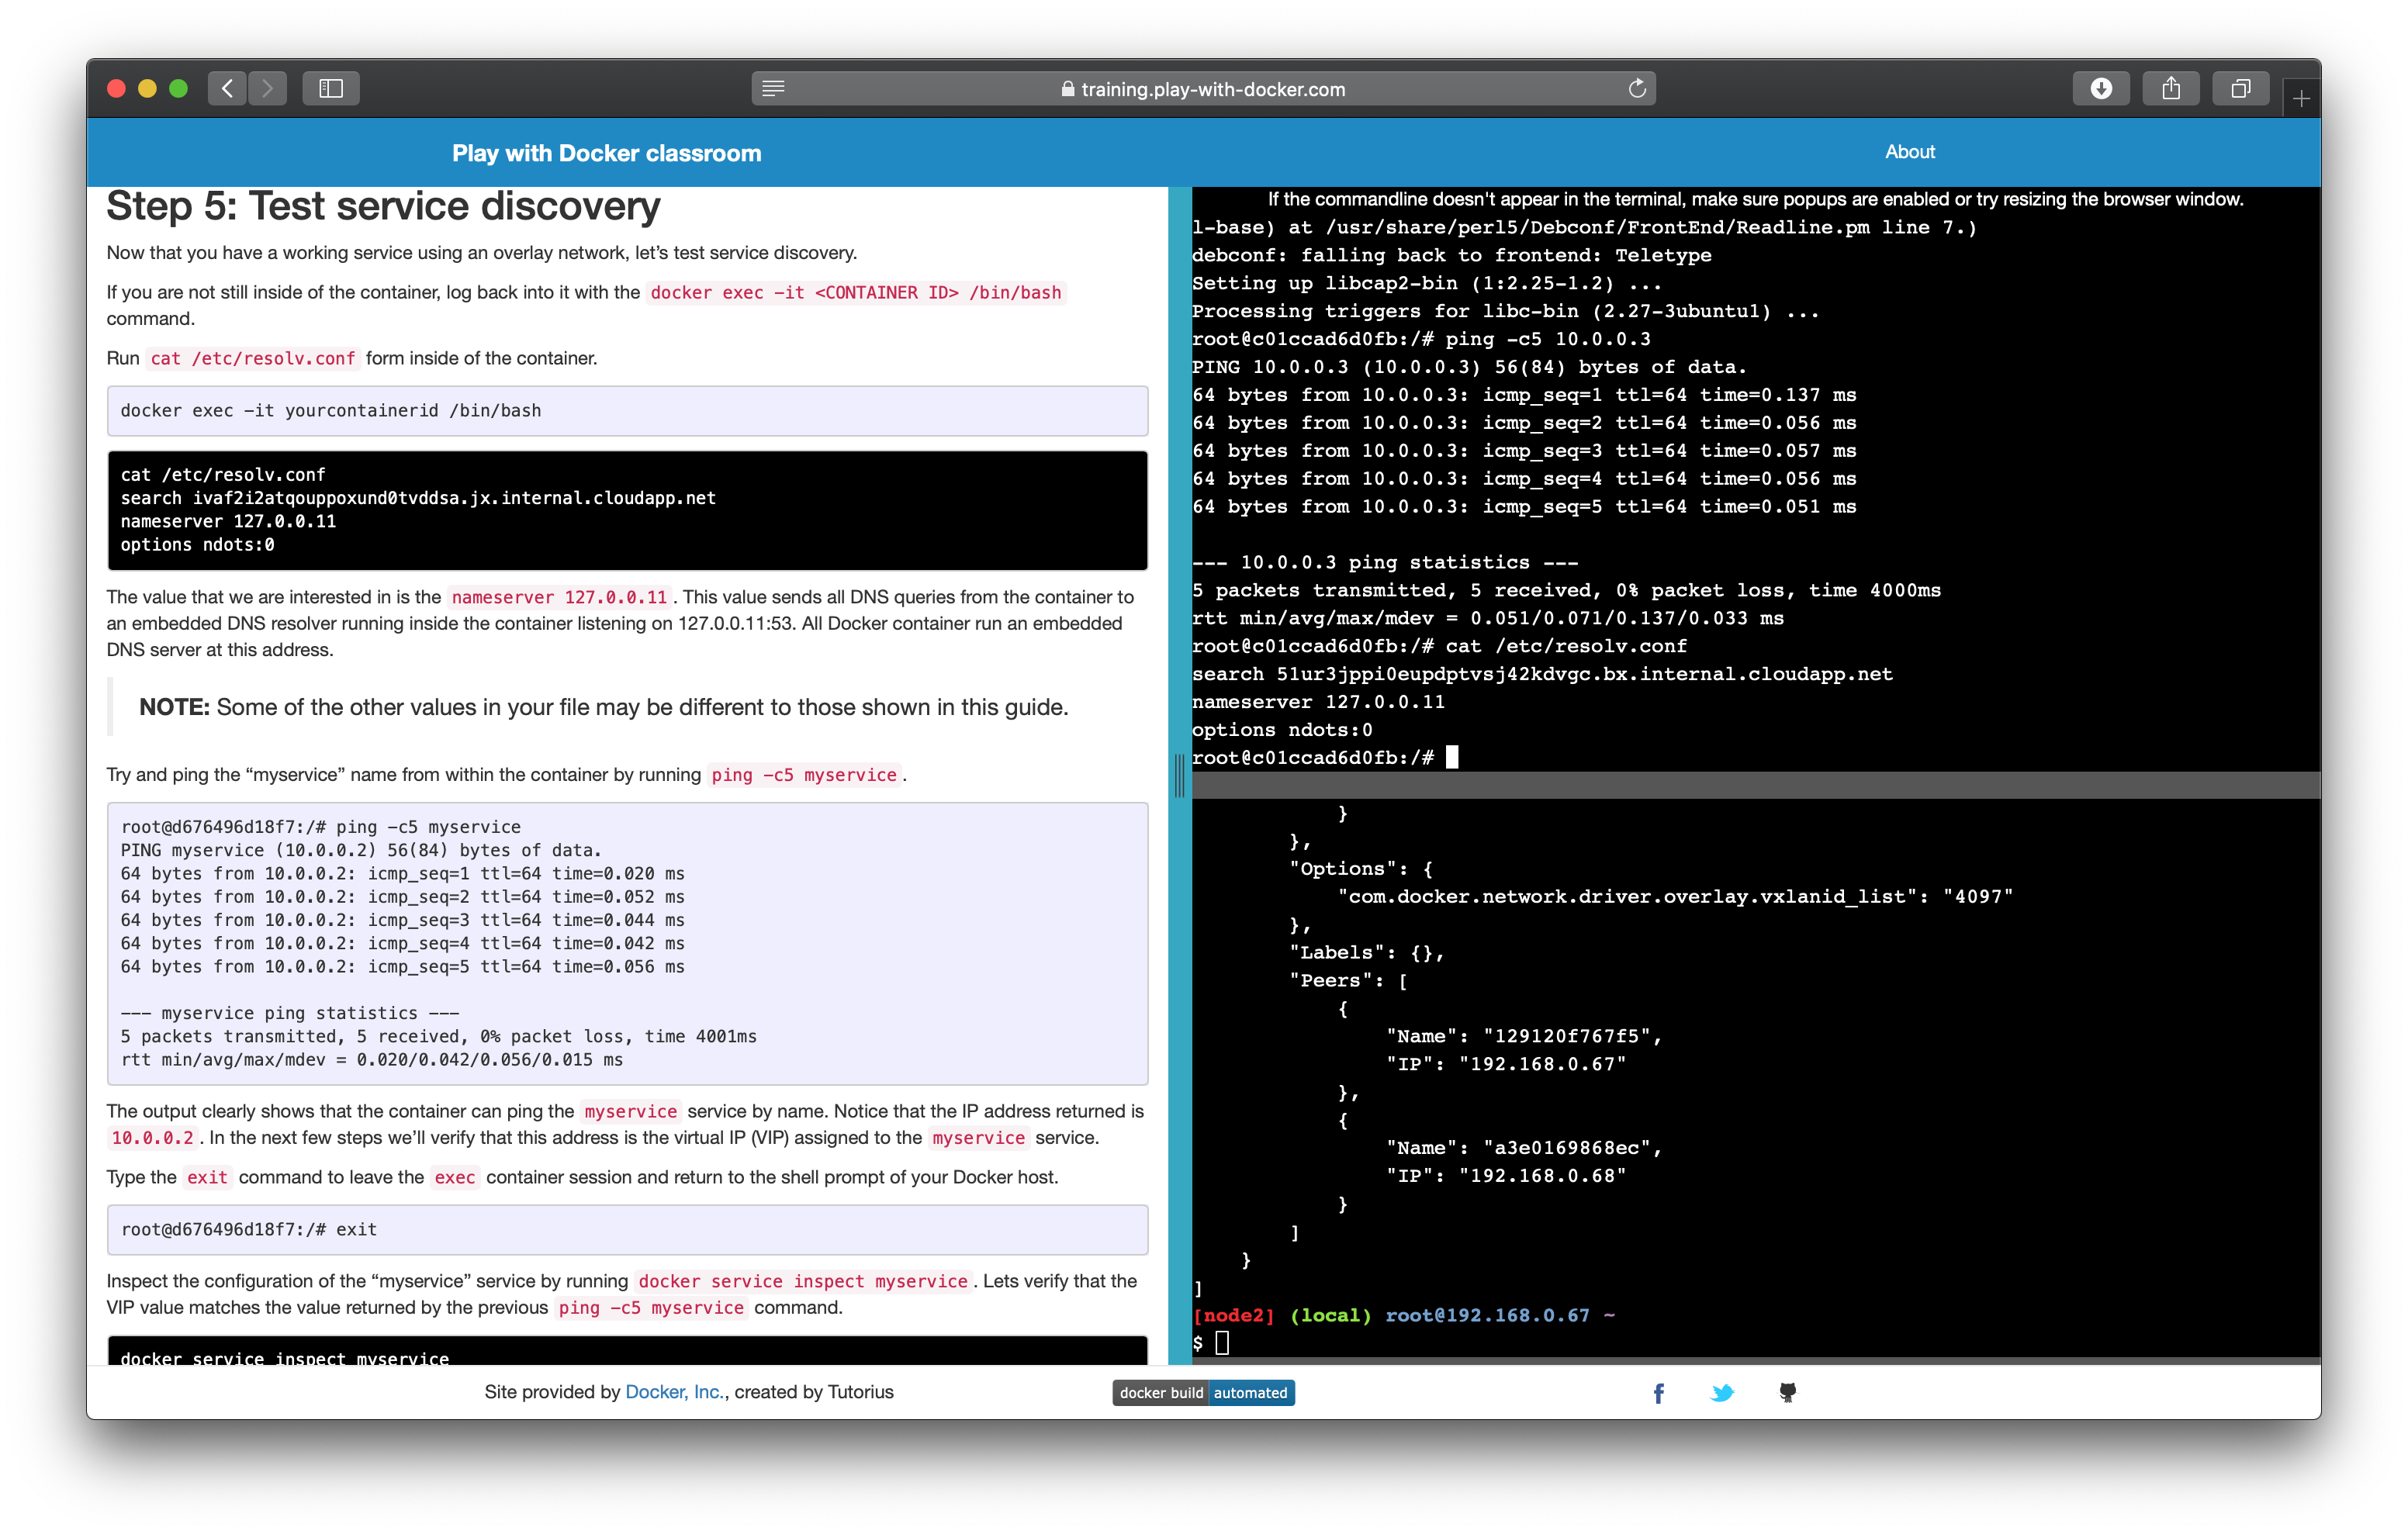 training.play-with-docker.com
Play with Docker classroom
About
Step 5: Test service discovery
Now that you have a working service using an overlay network, let's test service discovery.
If you are not still inside of the container, log back into it with the docker exec -it <CONTAINER ID> /bin/bash
command.
Run cat /etc/resolv.conf form inside of the container.
docker exec -it yourcontainerid /bin/bash
cat /etc/resolv.conf
search ivaf2i2atqouppoxund0tvddsa.jx.internal.cloudapp.net
nameserver 127.0.0.11
options ndots:0
The value that we are interested in is the nameserver 127.0.0.11 . This value sends all DNS queries from the container to
an embedded DNS resolver running inside the container listening on 127.0.0.11:53. All Docker container run an embedded
DNS server at this address.
NOTE: Some of the other values in your file may be different to those shown in this guide.
Try and ping the “myservice” name from within the container by running ping -c5 myservice .
root@d676496d18f7:/# ping -c5 myservice
PING myservice (10.0.0.2) 56(84) bytes of data.
64 bytes from 10.0.0.2: icmp_seq=1 ttl=64 time=0.020 ms
64 bytes from 10.0.0.2: icmp_seq=2 ttl=64 time=0.052 ms
64 bytes from 10.0.0.2: icmp_seq=3 ttl=64 time=0.044 ms
64 bytes from 10.0.0.2: icmp_seq=4 ttl=64 time=0.042 ms
64 bytes from 10.0.0.2: icmp_seq=5 ttl=64 time=0.056 ms
--- myservice ping statistics ---
5 packets transmitted, 5 received, 0% packet loss, time 4001ms
rtt min/avg/max/mdev = 0.020/0.042/0.056/0.015 ms
The output clearly shows that the container can ping the myservice service by name. Notice that the IP address returned is
10.0.0.2 . In the next few steps we'll verify that this address is the virtual IP (VIP) assigned to the myservice service.
Type the exit command to leave the exec container session and return to the shell prompt of your Docker host.
root@d676496d18f7:/# exit
Inspect the configuration of the “myservice” service by running docker service inspect myservice . Lets verify that the
VIP value matches the value returned by the previous ping -c5 myservice command.
docker service inspect myservice
If the commandline doesn't appear in the terminal, make sure popups are enabled or try resizing the browser window.
l-base) at /usr/share/perl5/Debconf/FrontEnd/Readline.pm line 7.)
debconf: falling back to frontend: Teletype
Setting up libcap2-bin (1:2.25-1.2) ...
Processing triggers for libc-bin (2.27-3ubuntu1) ...
root@c01ccad6d0fb:/# ping -c5 10.0.0.3
PING 10.0.0.3 (10.0.0.3) 56(84) bytes of data.
64 bytes from 10.0.0.3: icmp_seq=1 ttl=64 time=0.137 ms
64 bytes from 10.0.0.3: icmp_seq=2 ttl=64 time=0.056 ms
64 bytes from 10.0.0.3: icmp_seq=3 ttl=64 time=0.057 ms
64 bytes from 10.0.0.3: icmp_seq=4 ttl=64 time=0.056 ms
64 bytes from 10.0.0.3: icmp_seq=5 ttl=64 time=0.051 ms
--- 10.0.0.3 ping statistics ---
5 packets transmitted, 5 received, 0% packet loss, time 4000ms
rtt min/avg/max/mdev = 0.051/0.071/0.137/0.033 ms
root@c01ccad6d0fb:/# cat /etc/resolv.conf
search 51ur3jppi0eupdptvsj42kdvgc.bx.internal.cloudapp.net
nameserver 127.0.0.11
options ndots:0
root@c01ccad6d0fb:/#
}
},
"Options": {
"com.docker.network.driver.overlay.vxlanid_list": "4097"
},
"Labels": {},
"Peers": [
{
"Name": "129120f767f5",
"IP": "192.168.0.67"
},
{
"Name": "a3e0169868ec",
"IP": "192.168.0.68"
}
]
}
]
[node2] (local) root@192.168.0.67 ~
$
Site provided by Docker, Inc., created by Tutorius
docker build automated